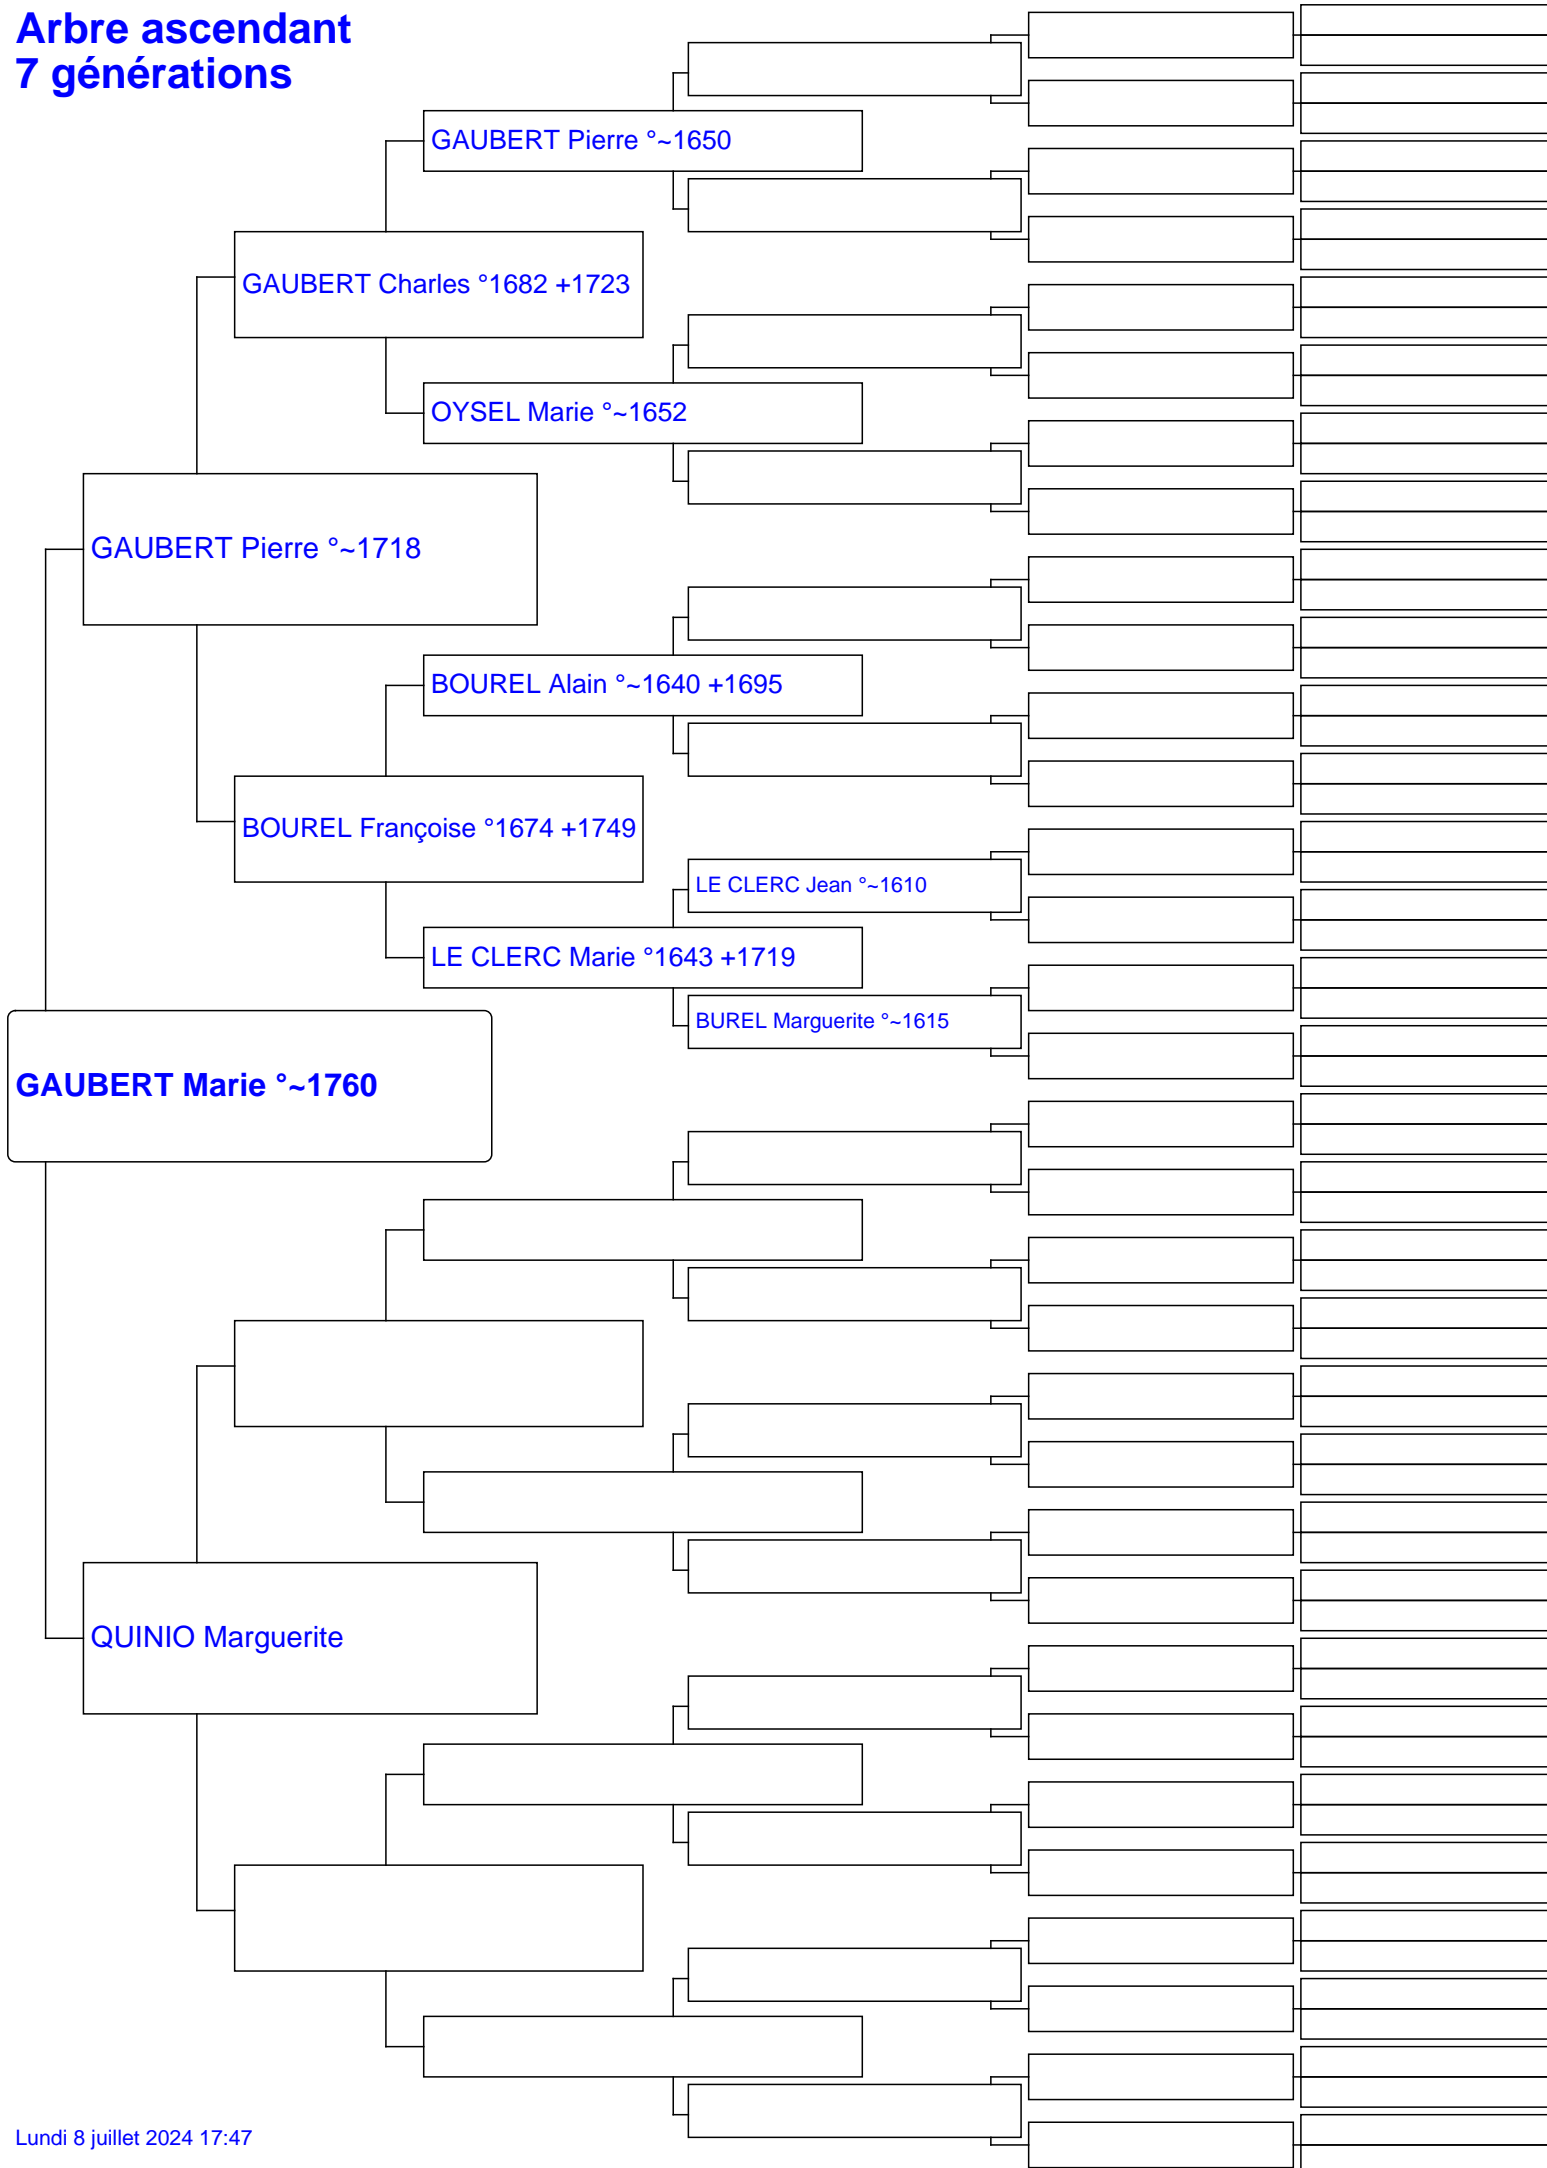 Arbre ascendant
7 générations
GAUBERT Pierre °~1650
GAUBERT Charles °1682 +1723
OYSEL Marie °~1652
GAUBERT Pierre °~1718
BOUREL Alain °~1640 +1695
BOUREL Françoise °1674 +1749
LE CLERC Jean °~1610
LE CLERC Marie °1643 +1719
BUREL Marguerite °~1615
GAUBERT Marie °~1760
QUINIO Marguerite
Lundi 8 juillet 2024 17:47